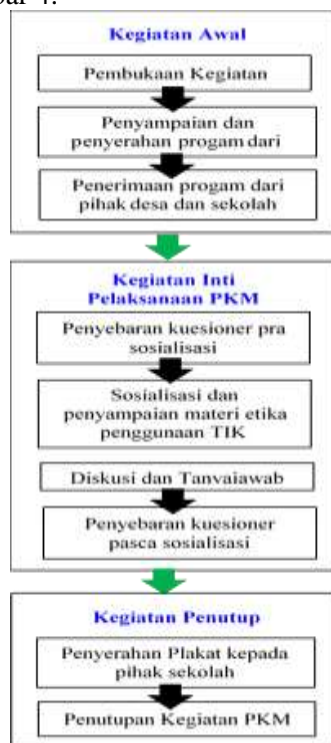 Kegiatan Awal
Pembukaan Kegiatan
Penyampaian dan
penyerahan progam dari
Penerimaan progam dari
pihak desa dan sekolah
Kegiatan Inti
Pelaksanaan PKM
Penyebaran kuesioner pra
sosialisasi
Sosialisasi dan
penyampaian materi etika
penggunaan TIK
Diskusi dan Tanyajawab
Penyebaran kuesioner
pasca sosialisasi
Kegiatan Penutup
Penyerahan Plakat kepada
pihak sekolah
Penutupan Kegiatan PKM